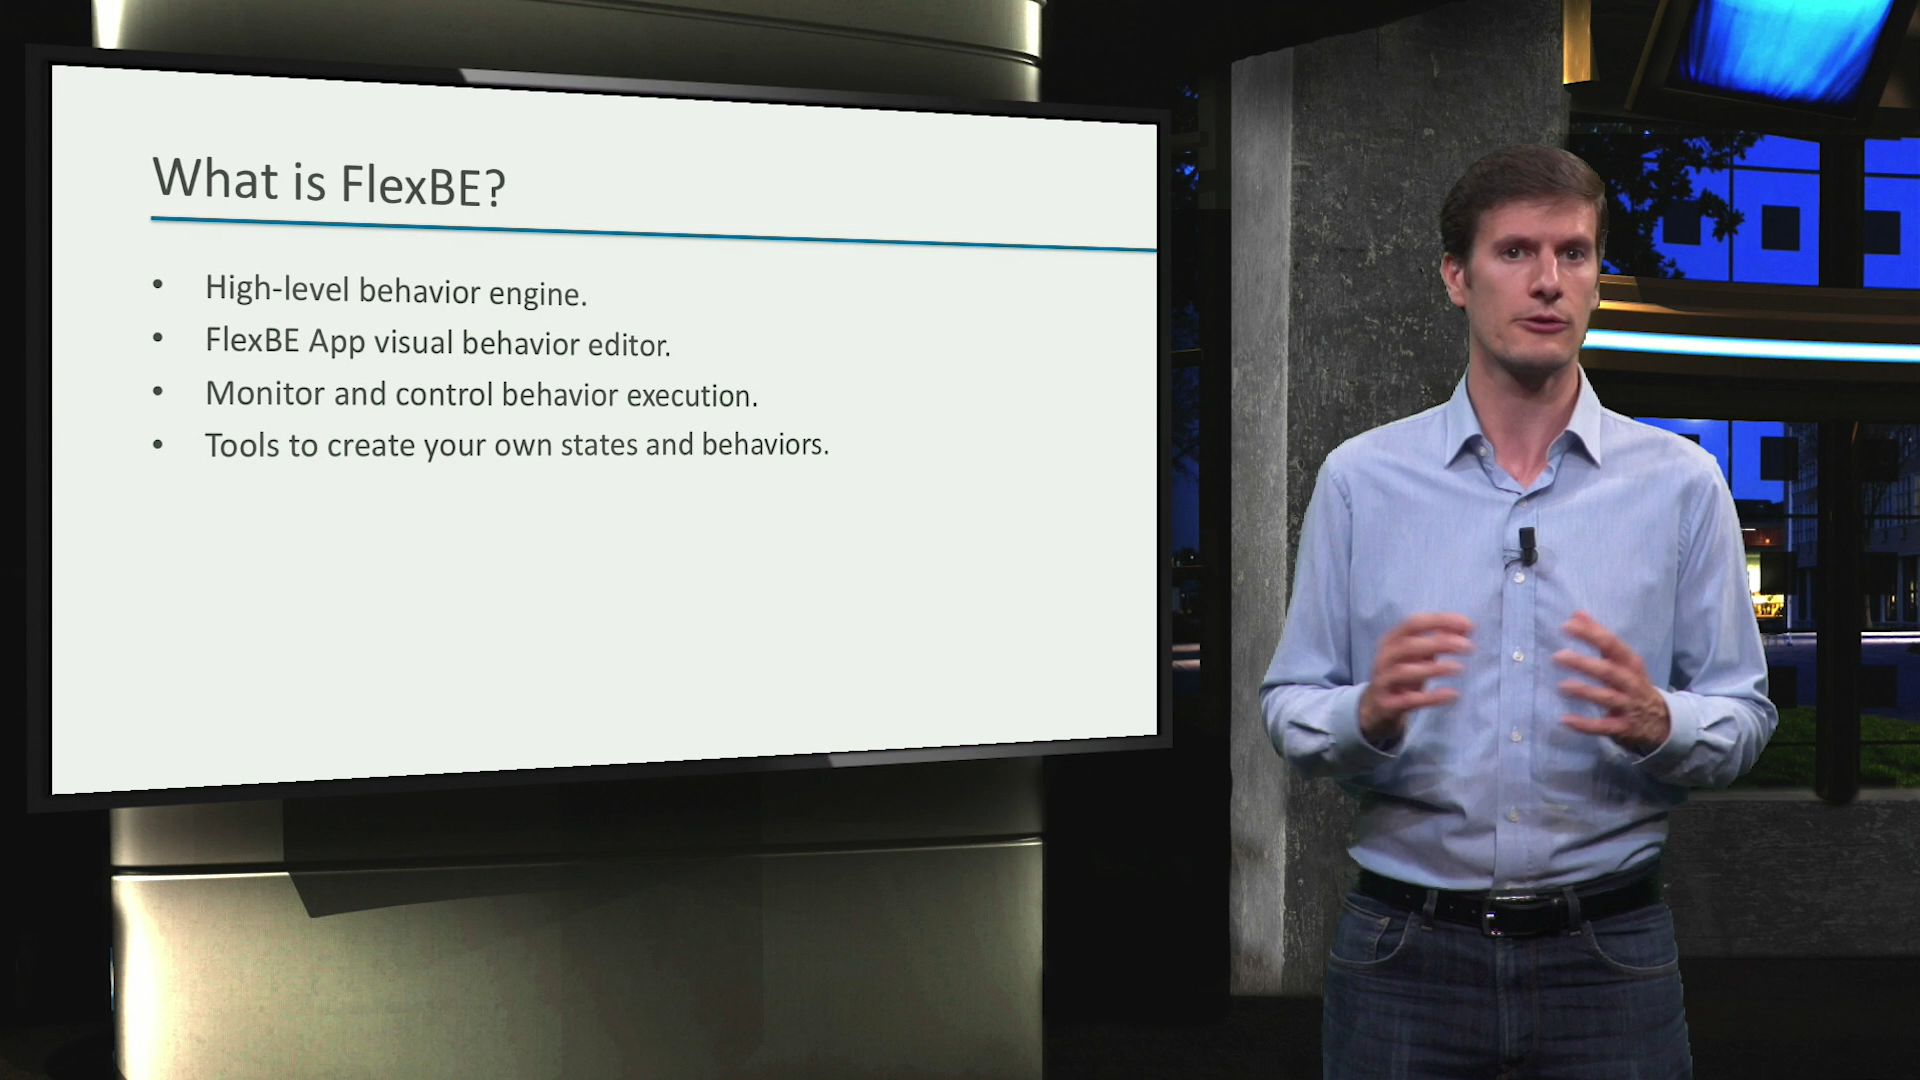 What is FlexBE?
• High-level behavior engine.
• FlexBE App visual behavior editor.
• Monitor and control behavior execution.
• Tools to create your own states and behaviors.